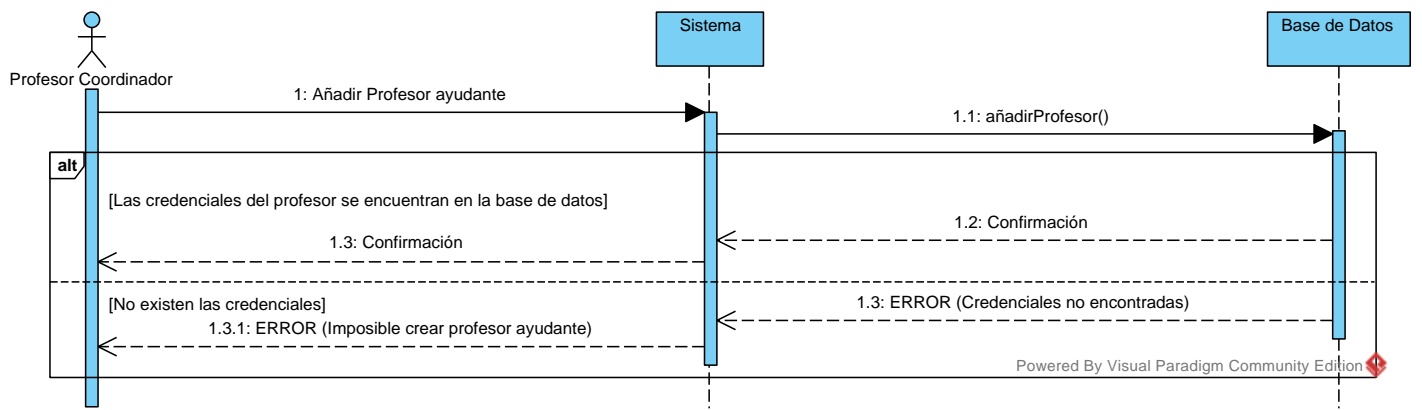 Sistema
Base de Datos
Profesor Coordinador
1: Añadir Profesor ayudante
1.1: añadirProfesor()
alt
[Las credenciales del profesor se encuentran en la base de datos]
1.2: Confirmación
1.3: Confirmación
[No existen las credenciales]
1.3: ERROR (Credenciales no encontradas)
1.3.1: ERROR (Imposible crear profesor ayudante)
Powered By Visual Paradigm Community Edition